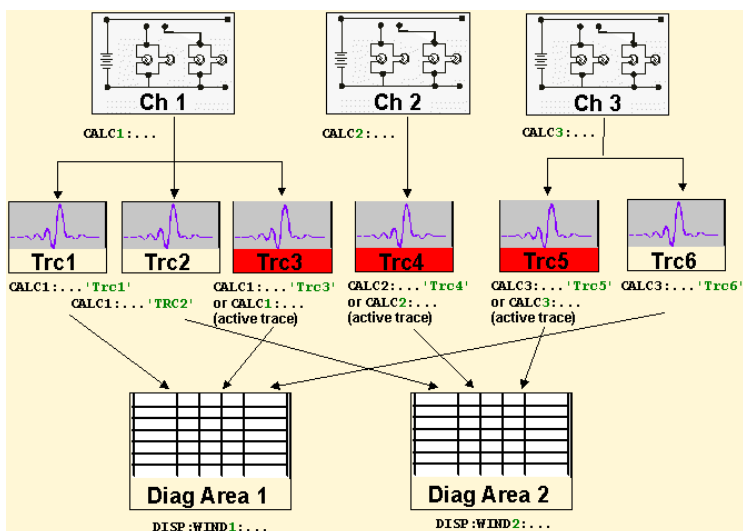 Ch 1
Ch 2
Ch 3
CALC1:...
CALC2:...
CALC3:...
Trc1
Trc2
Trc3
Trc4
Trc5
Trc6
CALC1:...'Trc1'
CALC1:...'TRC2'
CALC1:...'Trc3'
or CALC1:...
(active trace)
CALC2:...'Trc4'
or CALC2:...
(active trace)
CALC3:...'Trc5'
or CALC3:...
(active trace)
CALC3:...'Trc6'
Diag Area 1
Diag Area 2
DISP:WIND1:...
DISP:WIND2:...